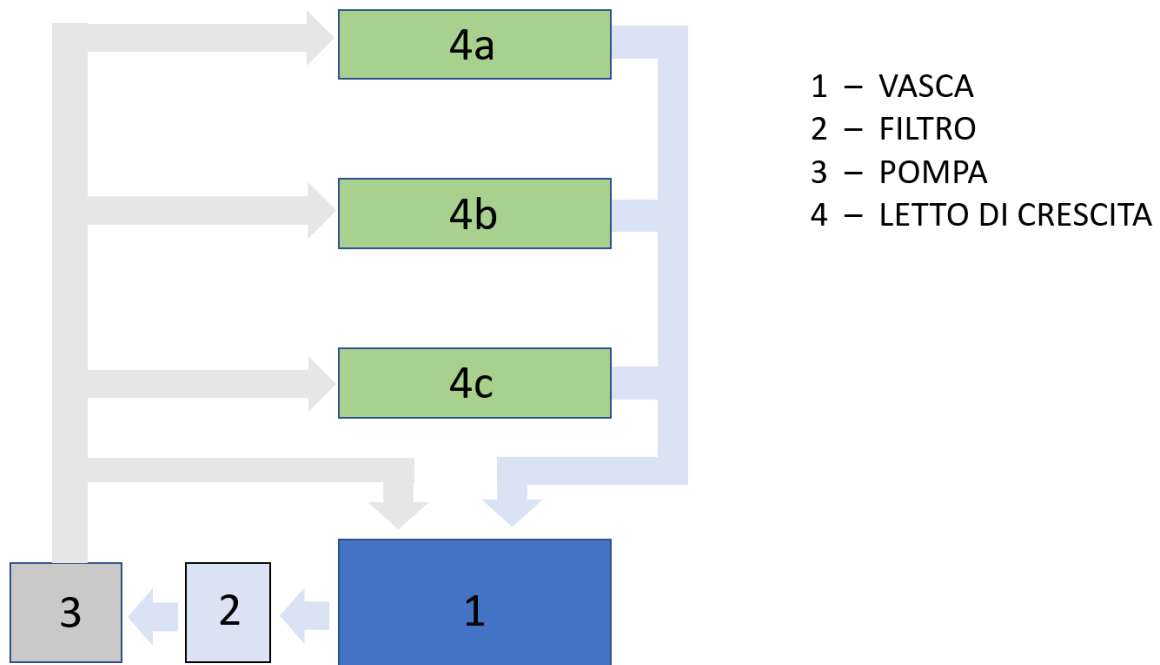 4a
4b
4c
3
2
1
1 – VASCA
2 – FILTRO
3 – POMPA
4 – LETTO DI CRESCITA